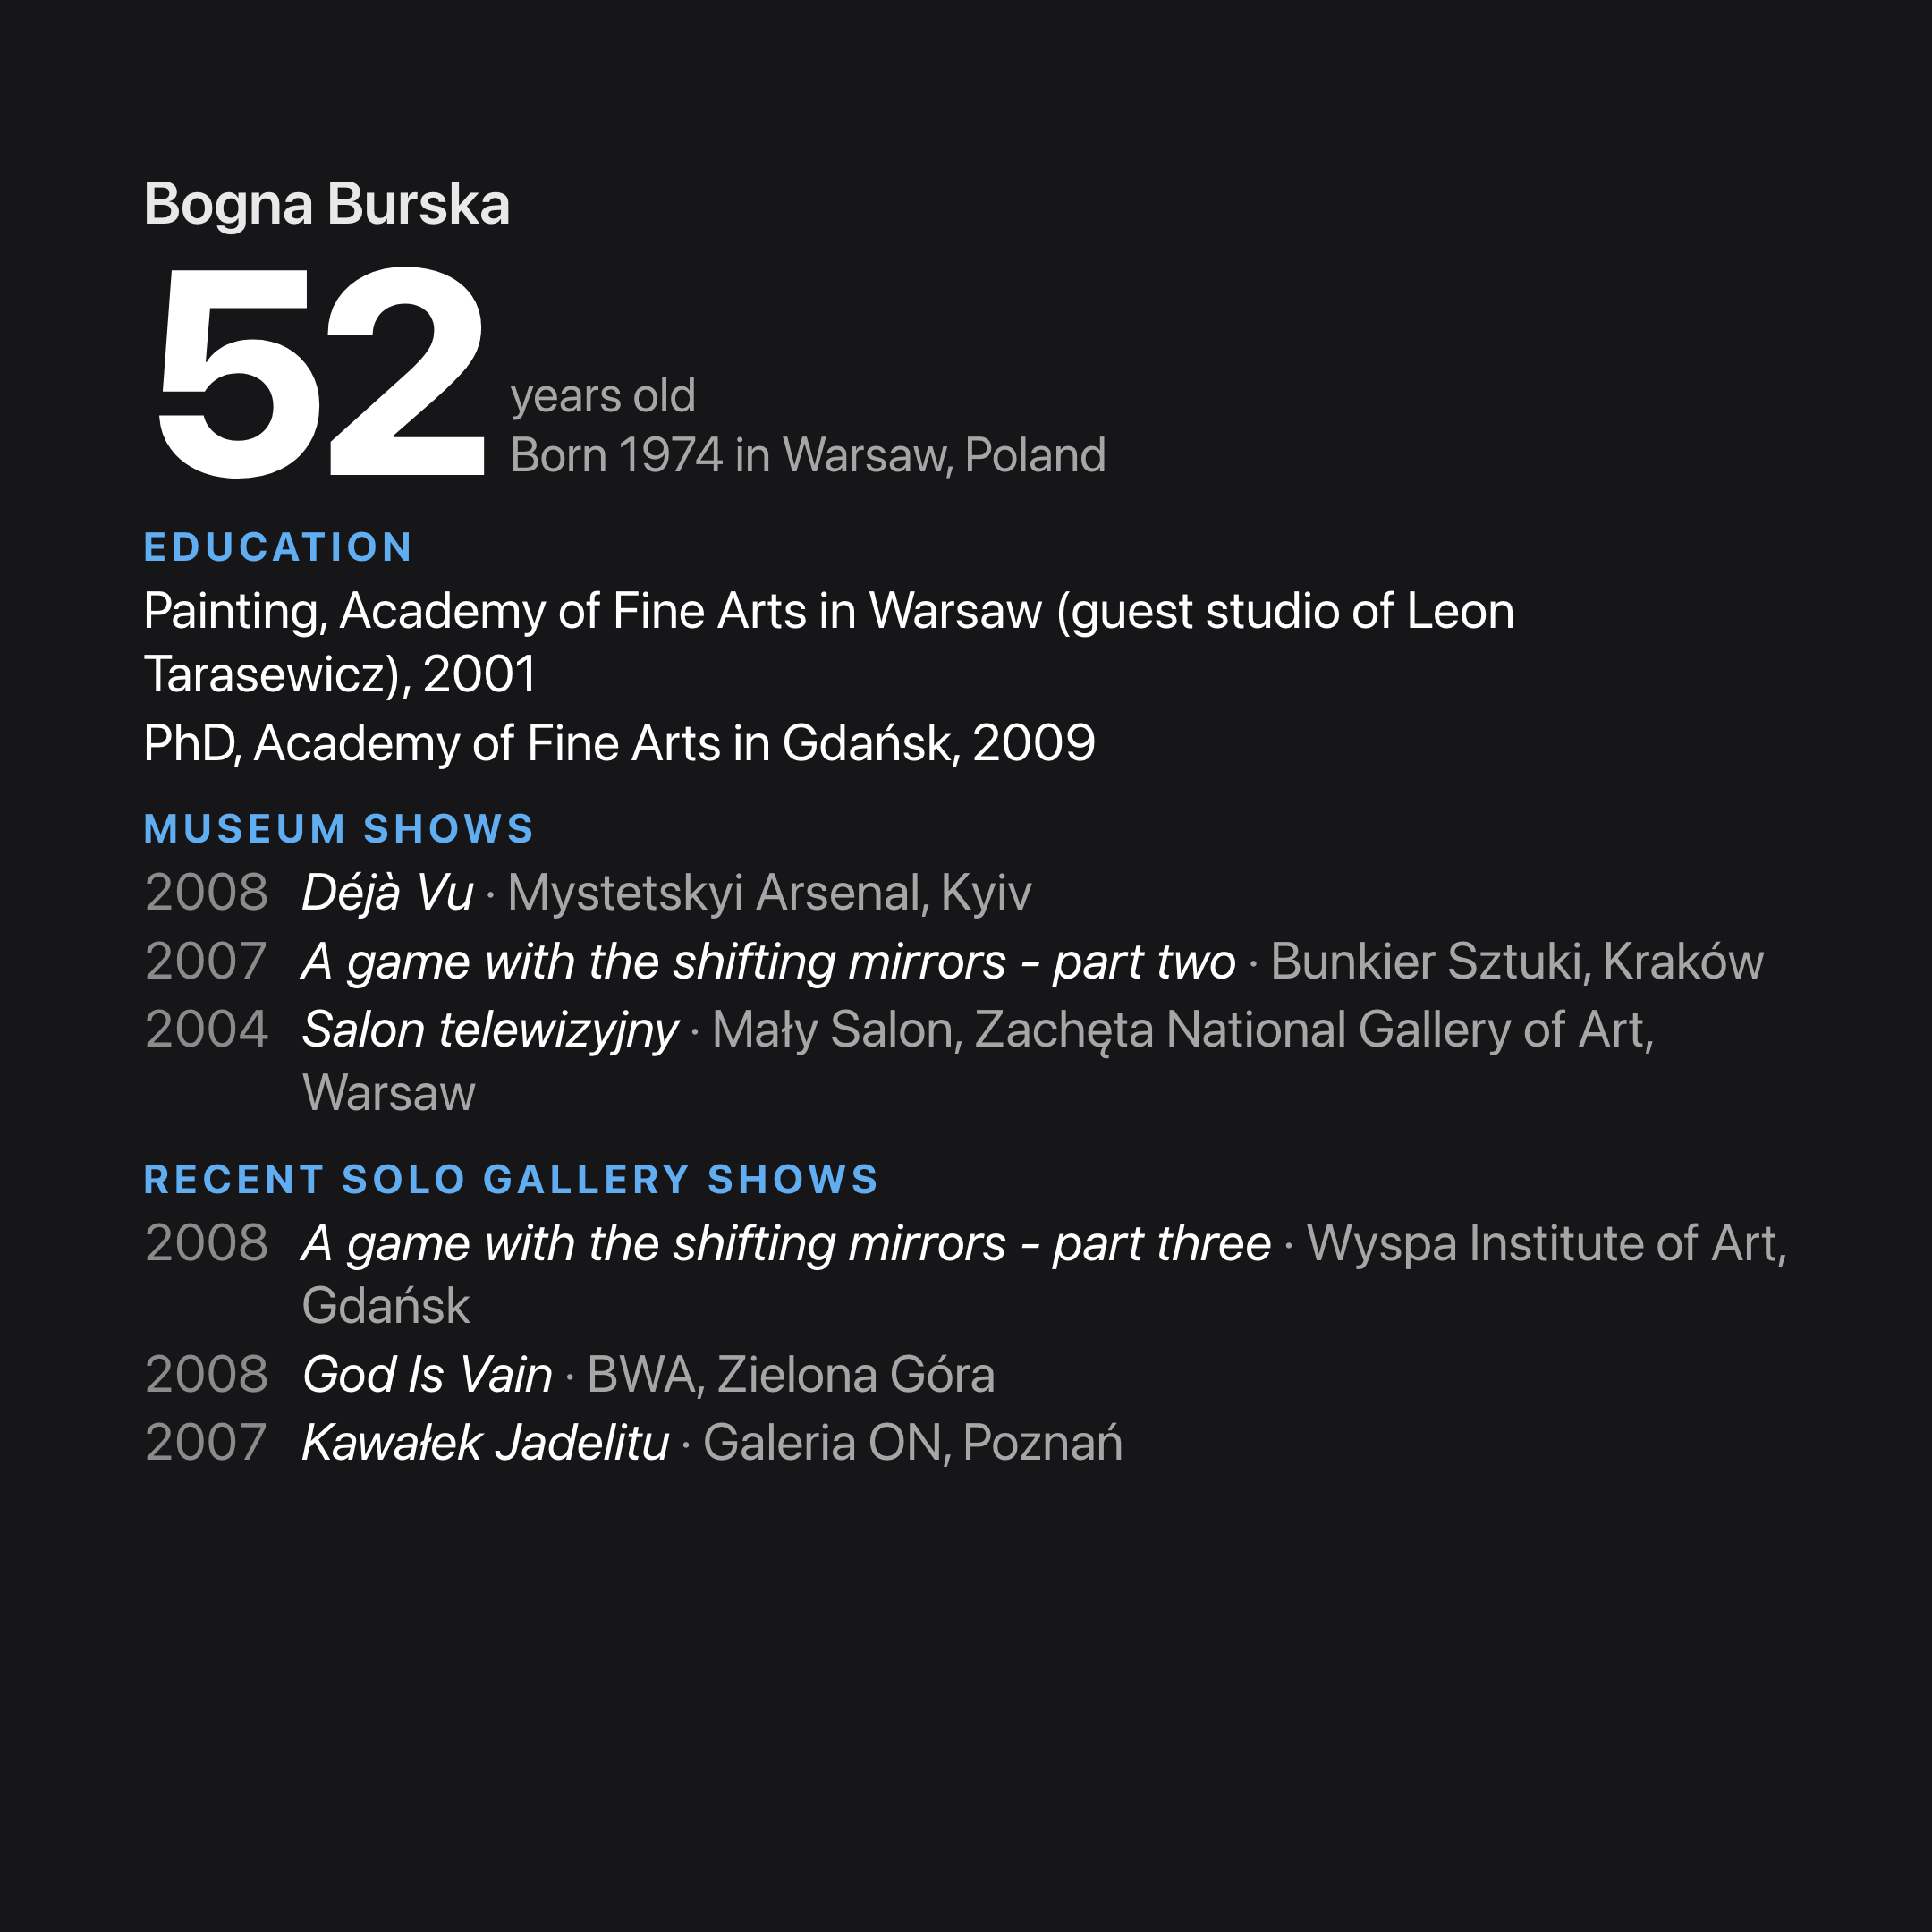 Bogna Burska
52
years old
Born 1974 in Warsaw, Poland
EDUCATION
Painting, Academy of Fine Arts in Warsaw (guest studio of Leon
Tarasewicz), 2001
PhD, Academy of Fine Arts in Gdańsk, 2009
MUSEUM SHOWS
2008 Déjà Vu · Mystetskyi Arsenal, Kyiv
2007 A game with the shifting mirrors - part two · Bunkier Sztuki, Kraków
2004 Salon telewizyjny · Mały Salon, Zachęta National Gallery of Art,
Warsaw
RECENT SOLO GALLERY SHOWS
2008 A game with the shifting mirrors - part three · Wyspa Institute of Art,
Gdańsk
2008 God Is Vain · BWA, Zielona Góra
2007 Kawałek Jadelitu · Galeria ON, Poznań